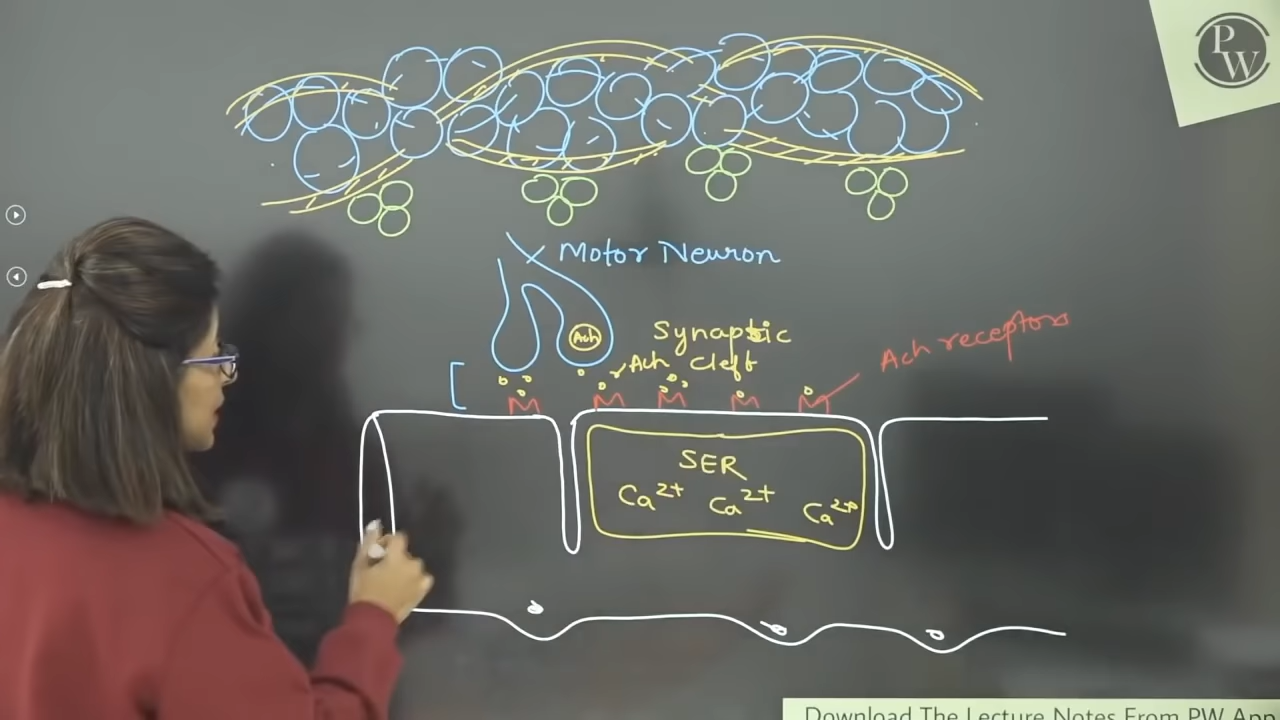 PW
Motor Neuron
Ach
Synaptic
Ach Cleft
Ach receptors
SER
Ca2+ Ca2+ Ca2+
Download The Lecture Notes From PW App